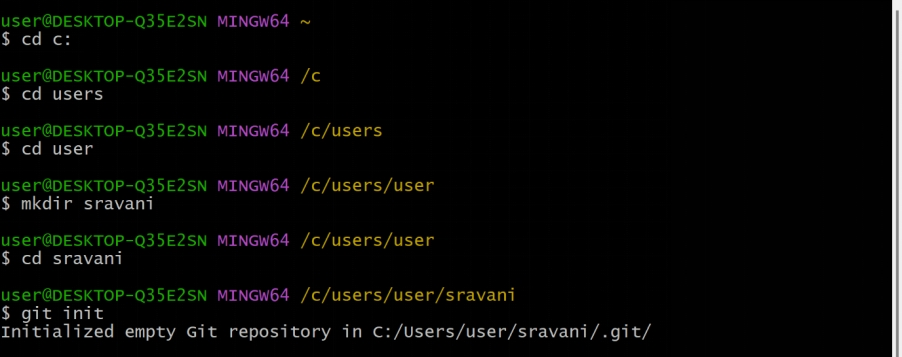 user@DESKTOP-Q35E2SN MINGW64 ~
$ cd c:
user@DESKTOP-Q35E2SN MINGW64 /c
$ cd users
user@DESKTOP-Q35E2SN MINGW64 /c/users
$ cd user
user@DESKTOP-Q35E2SN MINGW64 /c/users/user
$ mkdir sravani
user@DESKTOP-Q35E2SN MINGW64 /c/users/user
$ cd sravani
user@DESKTOP-Q35E2SN MINGW64 /c/users/user/sravani
$ git init
Initialized empty Git repository in C:/Users/user/sravani/.git/